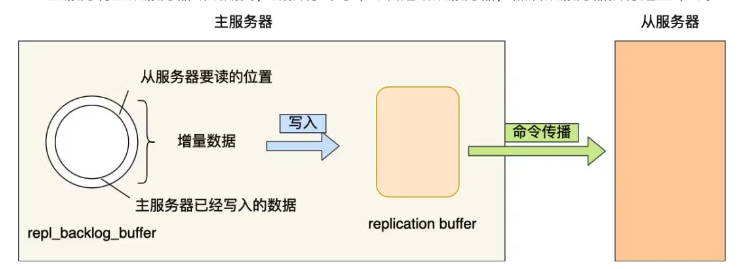 主服务器
从服务器
从服务器要读的位置
增量数据
写入
命令传播
主服务器已经写入的数据
repl_backlog_buffer
replication buffer